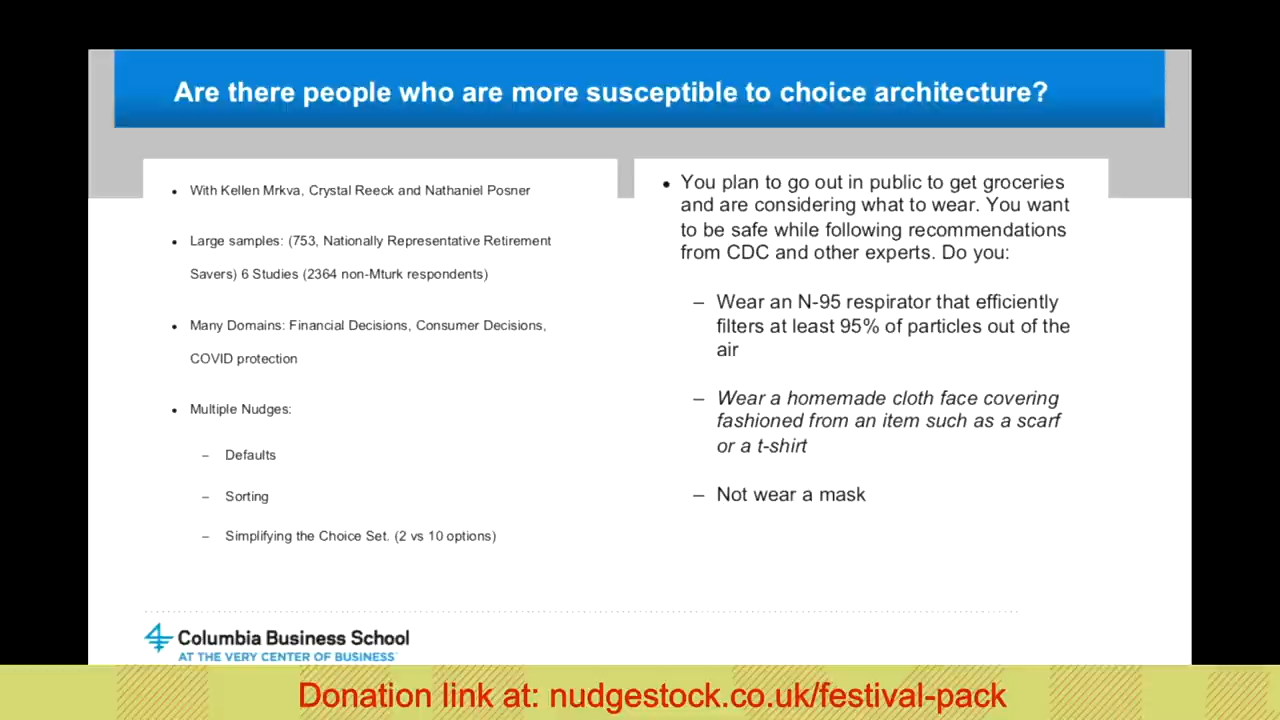 Are there people who are more susceptible to choice architecture?
• With Kellen Mrkva, Crystal Reeck and Nathaniel Posner
• Large samples: (753, Nationally Representative Retirement
Savers) 6 Studies (2364 non-Mturk respondents)
• Many Domains: Financial Decisions, Consumer Decisions,
COVID protection
• Multiple Nudges:
– Defaults
– Sorting
– Simplifying the Choice Set. (2 vs 10 options)
• You plan to go out in public to get groceries
and are considering what to wear. You want
to be safe while following recommendations
from CDC and other experts. Do you:
– Wear an N-95 respirator that efficiently
filters at least 95% of particles out of the
air
– Wear a homemade cloth face covering
fashioned from an item such as a scarf
or a t-shirt
– Not wear a mask
Columbia Business School
AT THE VERY CENTER OF BUSINESS
Donation link at: nudgestock.co.uk/festival-pack